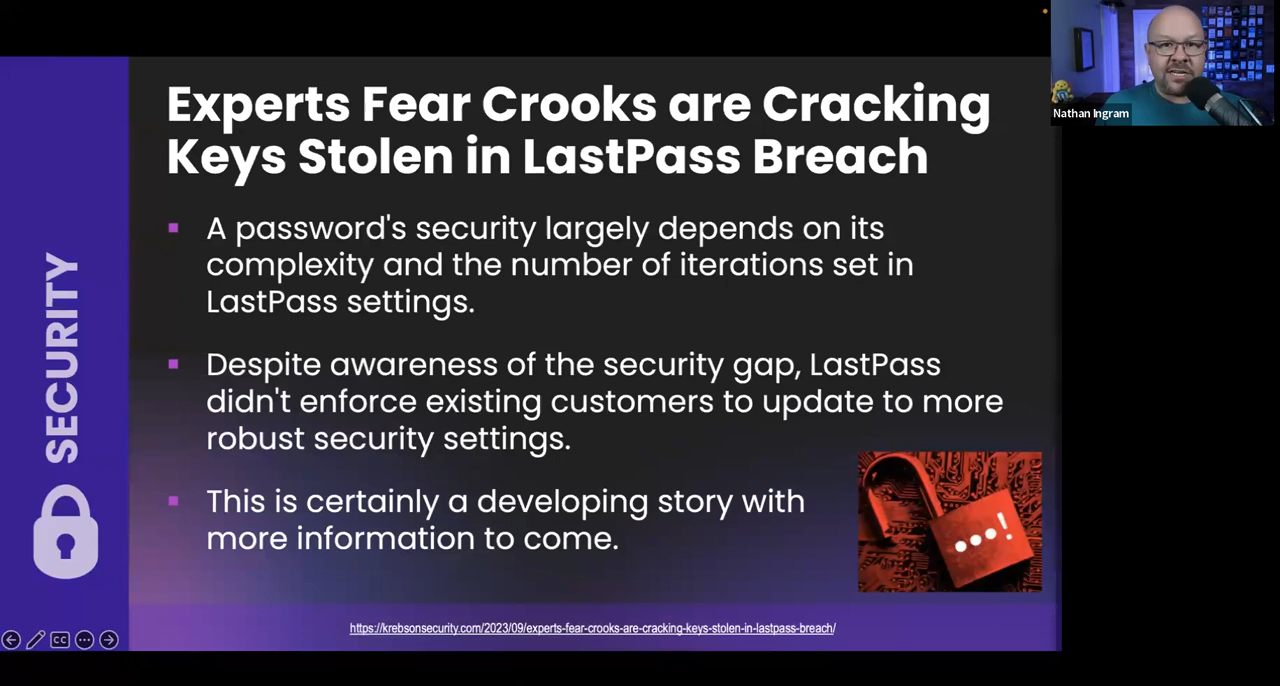 Experts Fear Crooks are Cracking
Keys Stolen in LastPass Breach
A password's security largely depends on its
complexity and the number of iterations set in
LastPass settings.
Despite awareness of the security gap, LastPass
didn't enforce existing customers to update to more
robust security settings.
This is certainly a developing story with
more information to come.
SECURITY
https://krebsonsecurity.com/2023/09/experts-fear-crooks-are-cracking-keys-stolen-in-lastpass-breach/
CC
Nathan Ingram